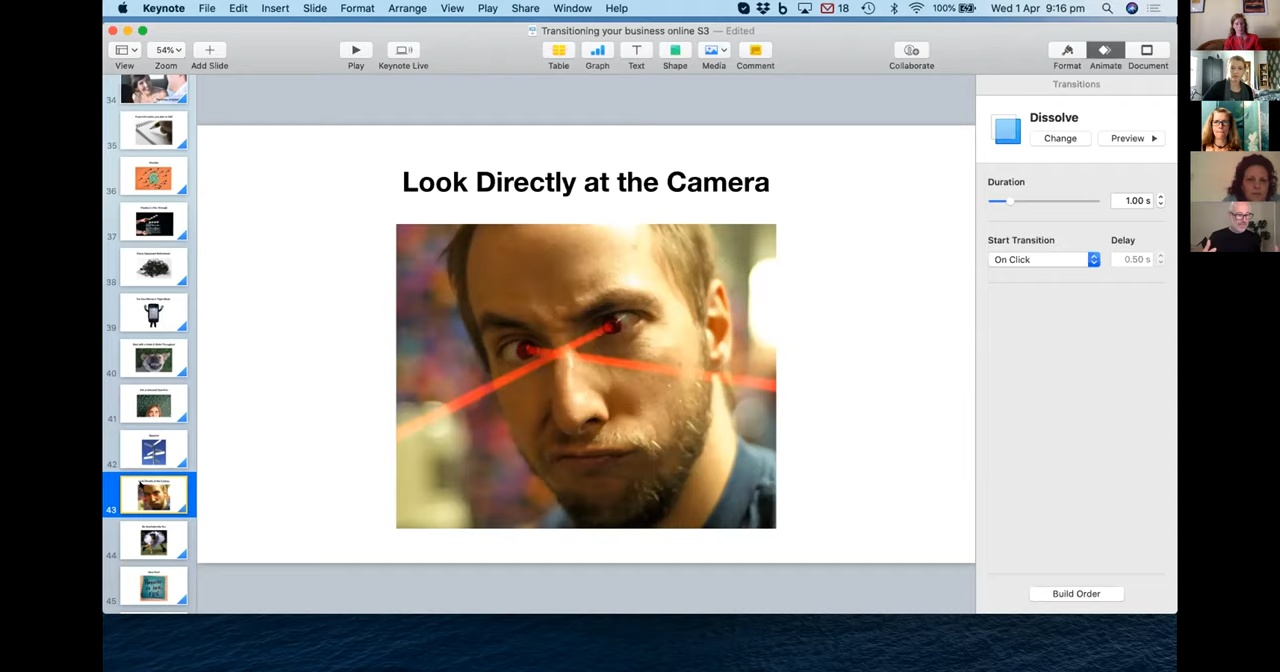 Keynote File Edit Insert Slide Format Arrange View Play Share Window Help 18 100% Wed 1 Apr 9:16 pm
Transitioning your business online S3 — Edited
54%
View Zoom Add Slide Play Keynote Live Table Graph Text Shape Media Comment Collaborate Format Animate Document
Transitions
Dissolve
Change Preview
Duration
1.00 s
Start Transition Delay
On Click 0.50 s
Build Order
Look Directly at the Camera
34
35
36
37
38
39
40
41
42
43
44
45